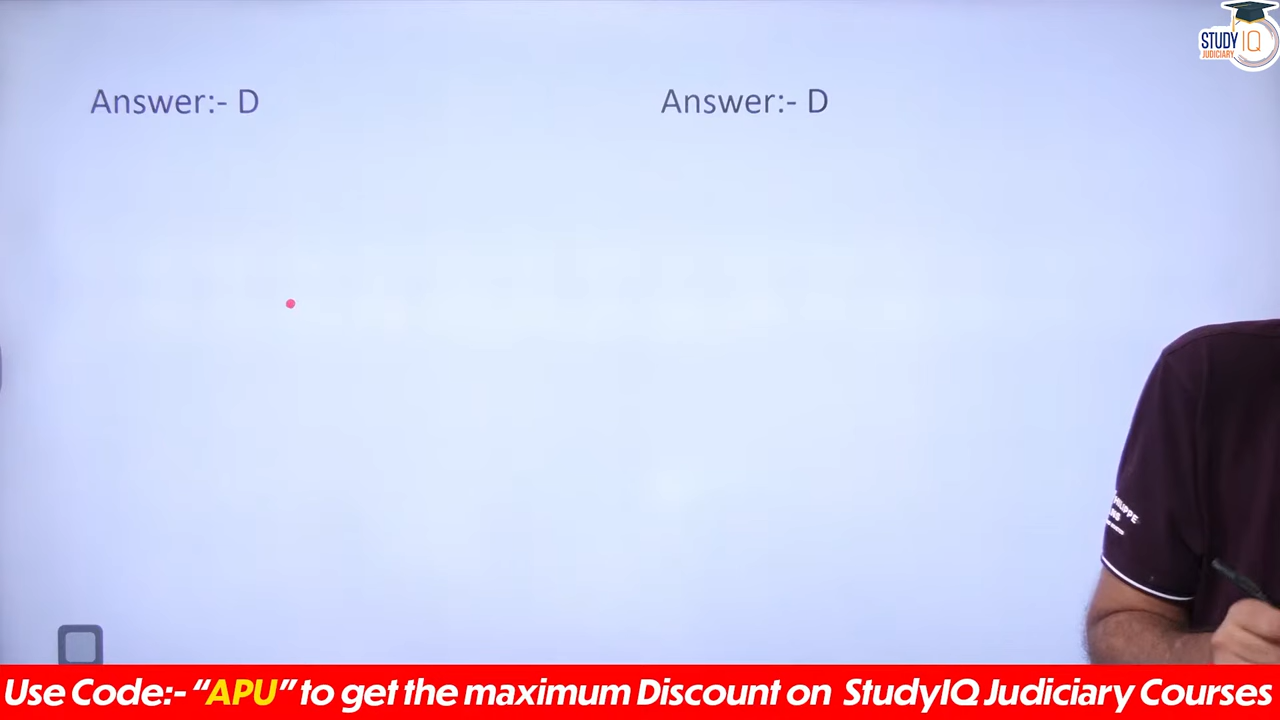 STUDY IQ
JUDICIARY
Answer:- D
Answer:- D
Use Code:- “APU” to get the maximum Discount on StudyIQ Judiciary Courses